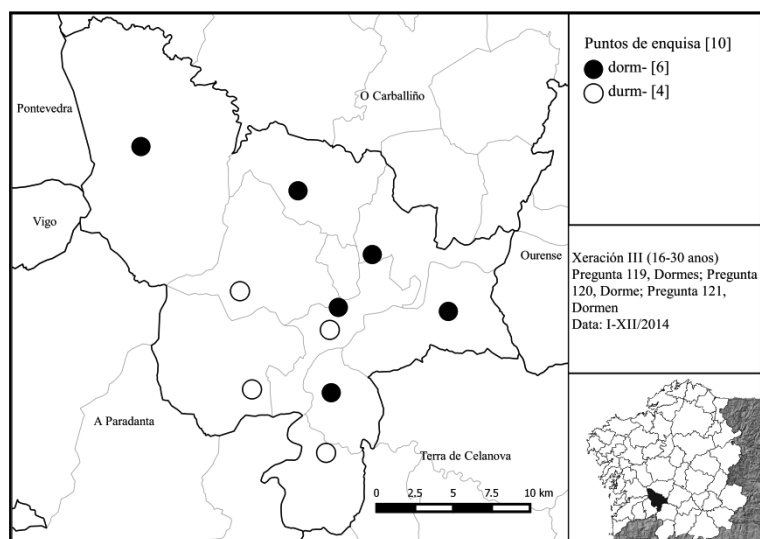 Pontevedra
O Carballiño
Vigo
Ourense
A Paradanta
Terra de Celanova
0 2,5 5 7.5 10 km
Puntos de enquisa [10]
dorm- [6]
durm- [4]
Xeración III (16-30 anos)
Pregunta 119, Dormes; Pregunta
120, Dorme; Pregunta 121,
Dormen
Data: I-XII/2014